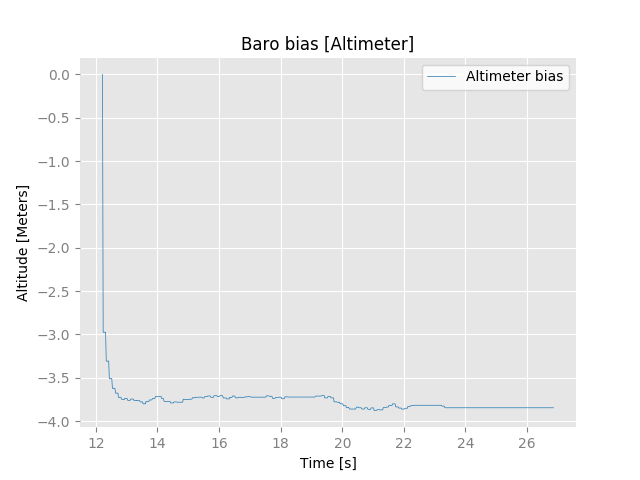 Baro bias [Altimeter]
Altimeter bias
0.0
−0.5
−1.0
−1.5
−2.0
−2.5
−3.0
−3.5
−4.0
Altitude [Meters]
12 14 16 18 20 22 24 26
Time [s]